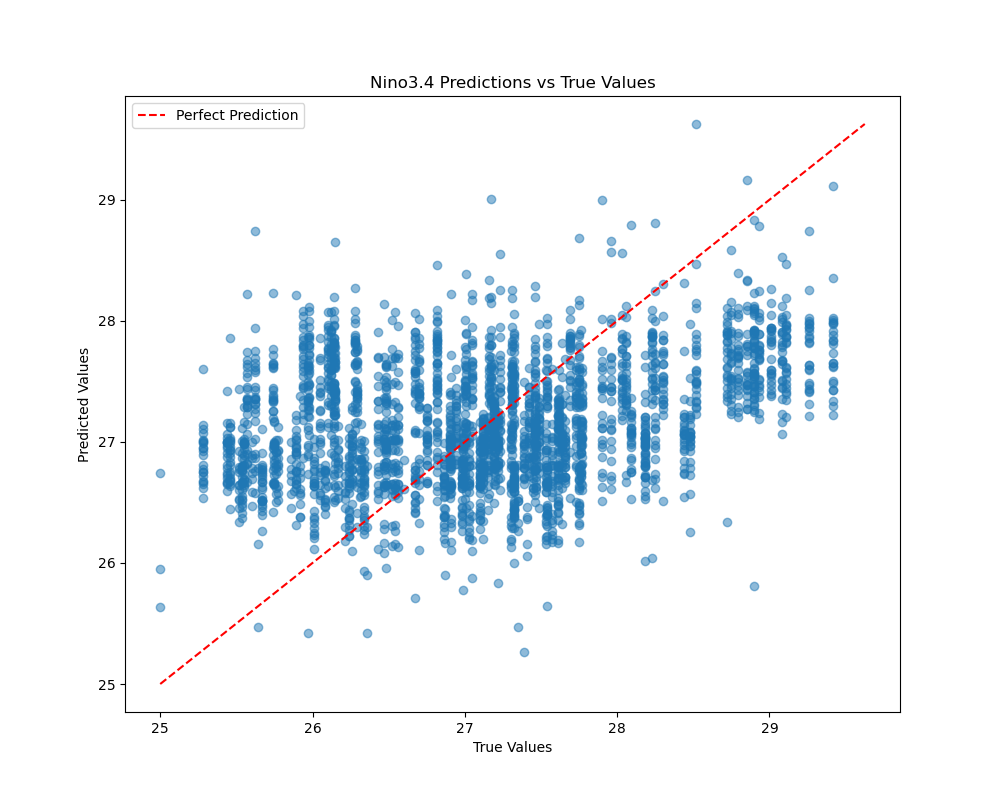 Nino3.4 Predictions vs True Values
Perfect Prediction
29
28
27
26
25
Predicted Values
25 26 27 28 29
True Values